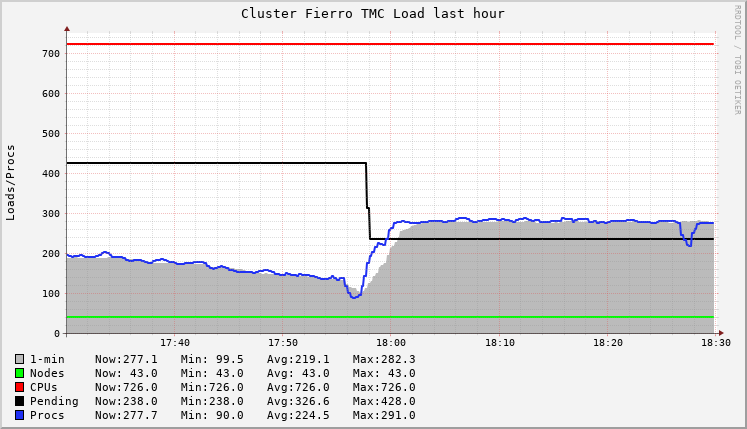 Cluster Fierro TMC Load last hour
RRDTOOL / TOBI OETIKER
Loads/Procs
700
600
500
400
300
200
100
0
17:40 17:50 18:00 18:10 18:20 18:30
1-min Now:277.1 Min: 99.5 Avg:219.1 Max:282.3
Nodes Now: 43.0 Min: 43.0 Avg: 43.0 Max: 43.0
CPUs Now:726.0 Min:726.0 Avg:726.0 Max:726.0
Pending Now:238.0 Min:238.0 Avg:326.6 Max:428.0
Procs Now:277.7 Min: 90.0 Avg:224.5 Max:291.0